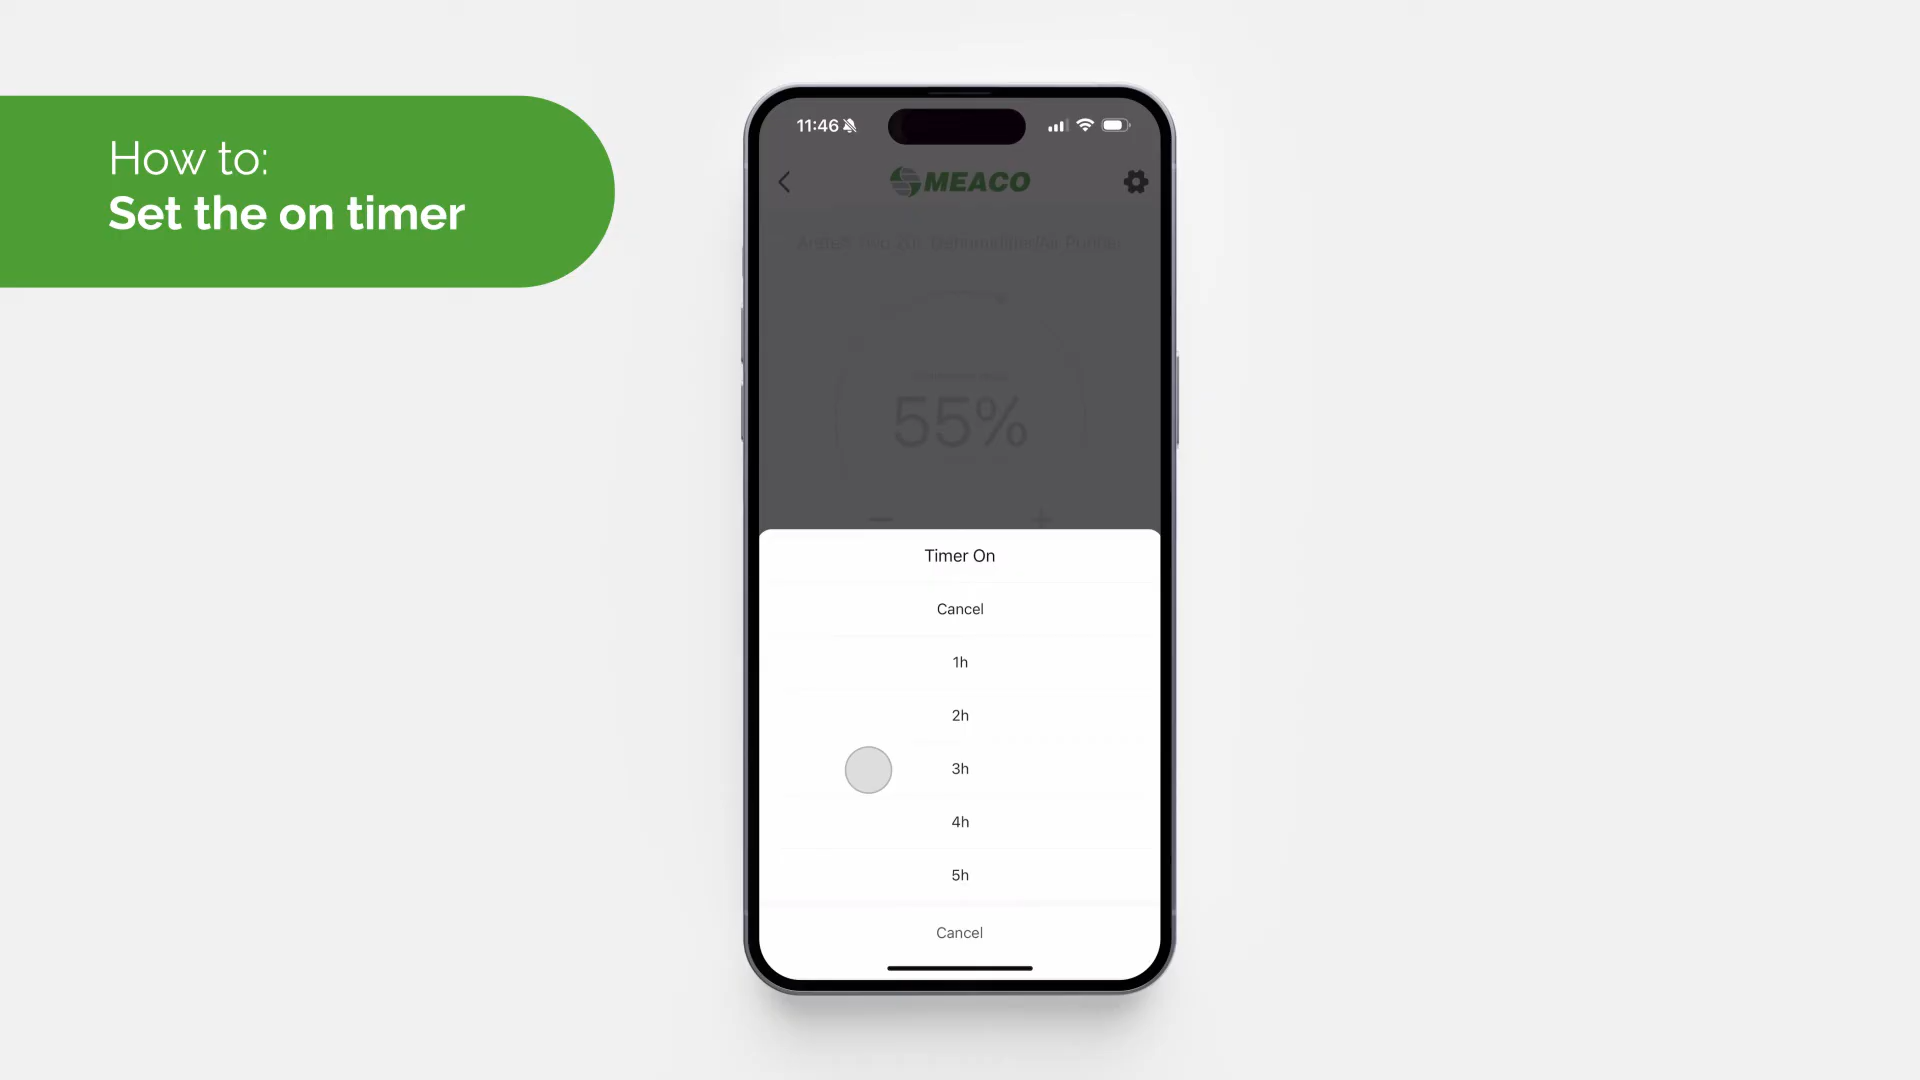 How to:
Set the on timer
11:46
MEACO
55%
Timer On
Cancel
1h
2h
3h
4h
5h
Cancel